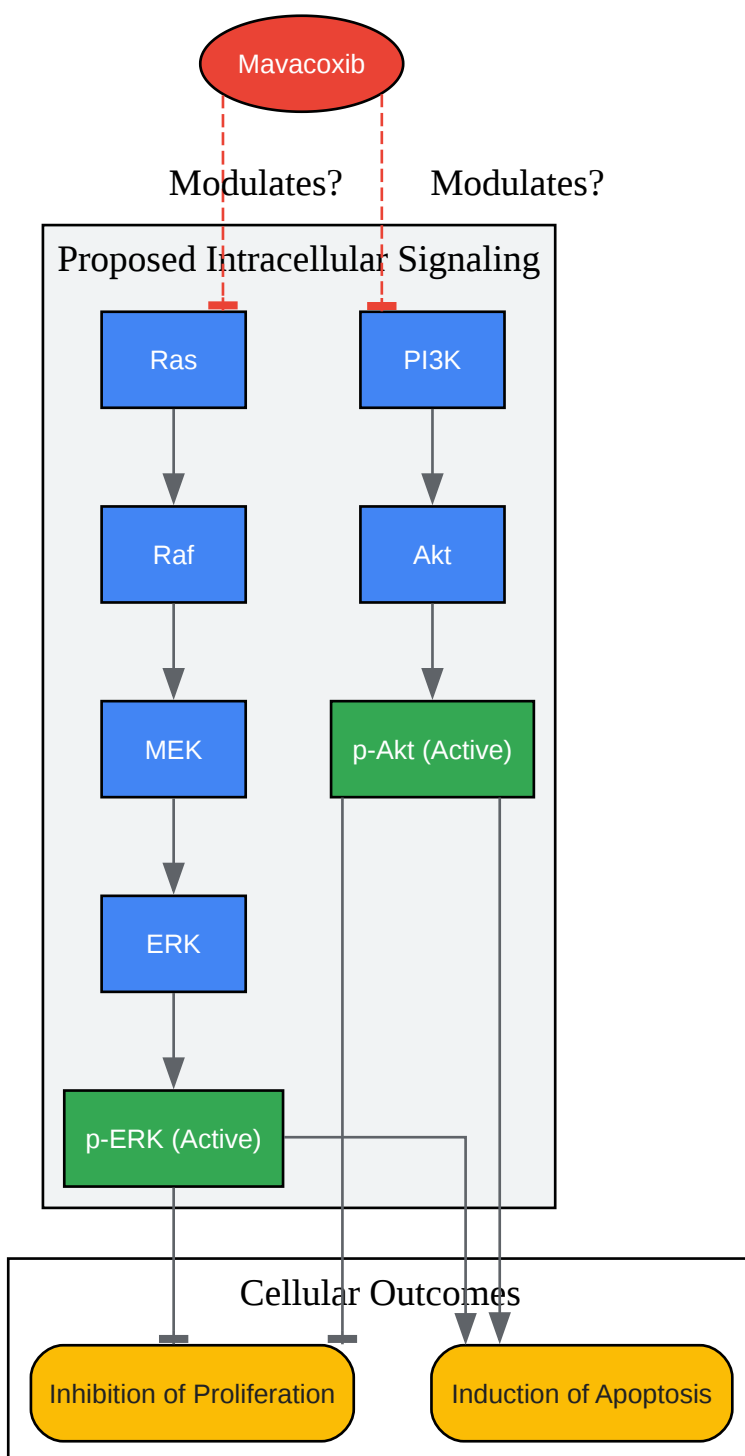 Mavacoxib
Modulates?
Modulates?
Proposed Intracellular Signaling
Ras
PI3K
Raf
Akt
MEK
p-Akt (Active)
ERK
p-ERK (Active)
Cellular Outcomes
Inhibition of Proliferation
Induction of Apoptosis